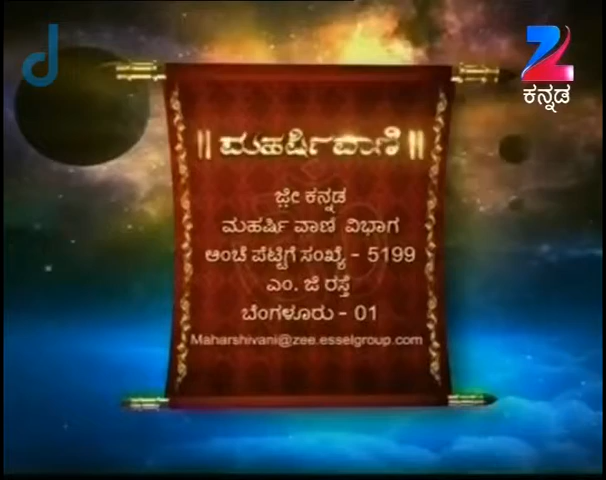 ಕನ್ನಡ
|| ಮಹರ್ಷಿವಾಣಿ ||
ಜ಼ೀ ಕನ್ನಡ
ಮಹರ್ಷಿ ವಾಣಿ ವಿಭಾಗ
ಅಂಚೆ ಪೆಟ್ಟಿಗೆ ಸಂಖ್ಯೆ - 5199
ಎಂ. ಜಿ ರಸ್ತೆ
ಬೆಂಗಳೂರು - 01
Maharshivani@zee.esselgroup.com